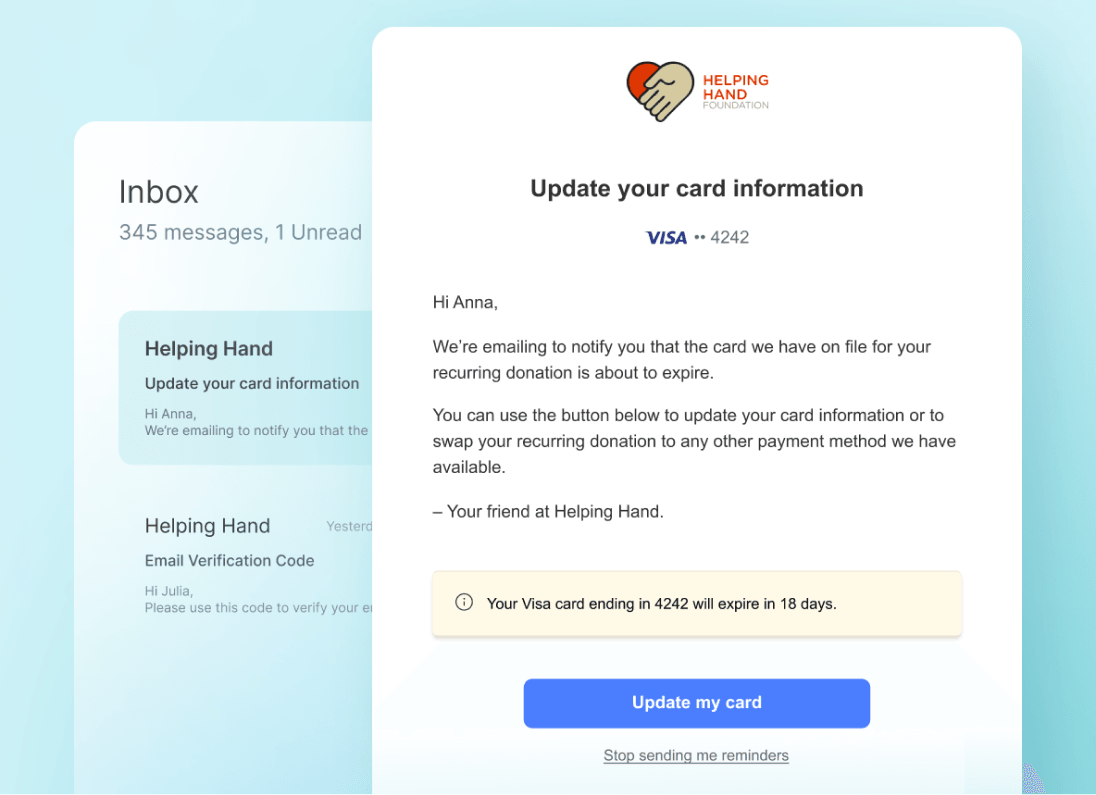 Inbox
345 messages, 1 Unread
Helping Hand
Update your card information
Hi Anna,
We're emailing to notify you that the
Helping Hand
Email Verification Code
Hi Julia,
Please use this code to verify your
HELPING
HAND
FOUNDATION
Update your card information
VISA •• 4242
Hi Anna,
We're emailing to notify you that the card we have on file for your
recurring donation is about to expire.
You can use the button below to update your card information or to
swap your recurring donation to any other payment method we have
available.
– Your friend at Helping Hand.
Your Visa card ending in 4242 will expire in 18 days.
Update my card
Stop sending me reminders